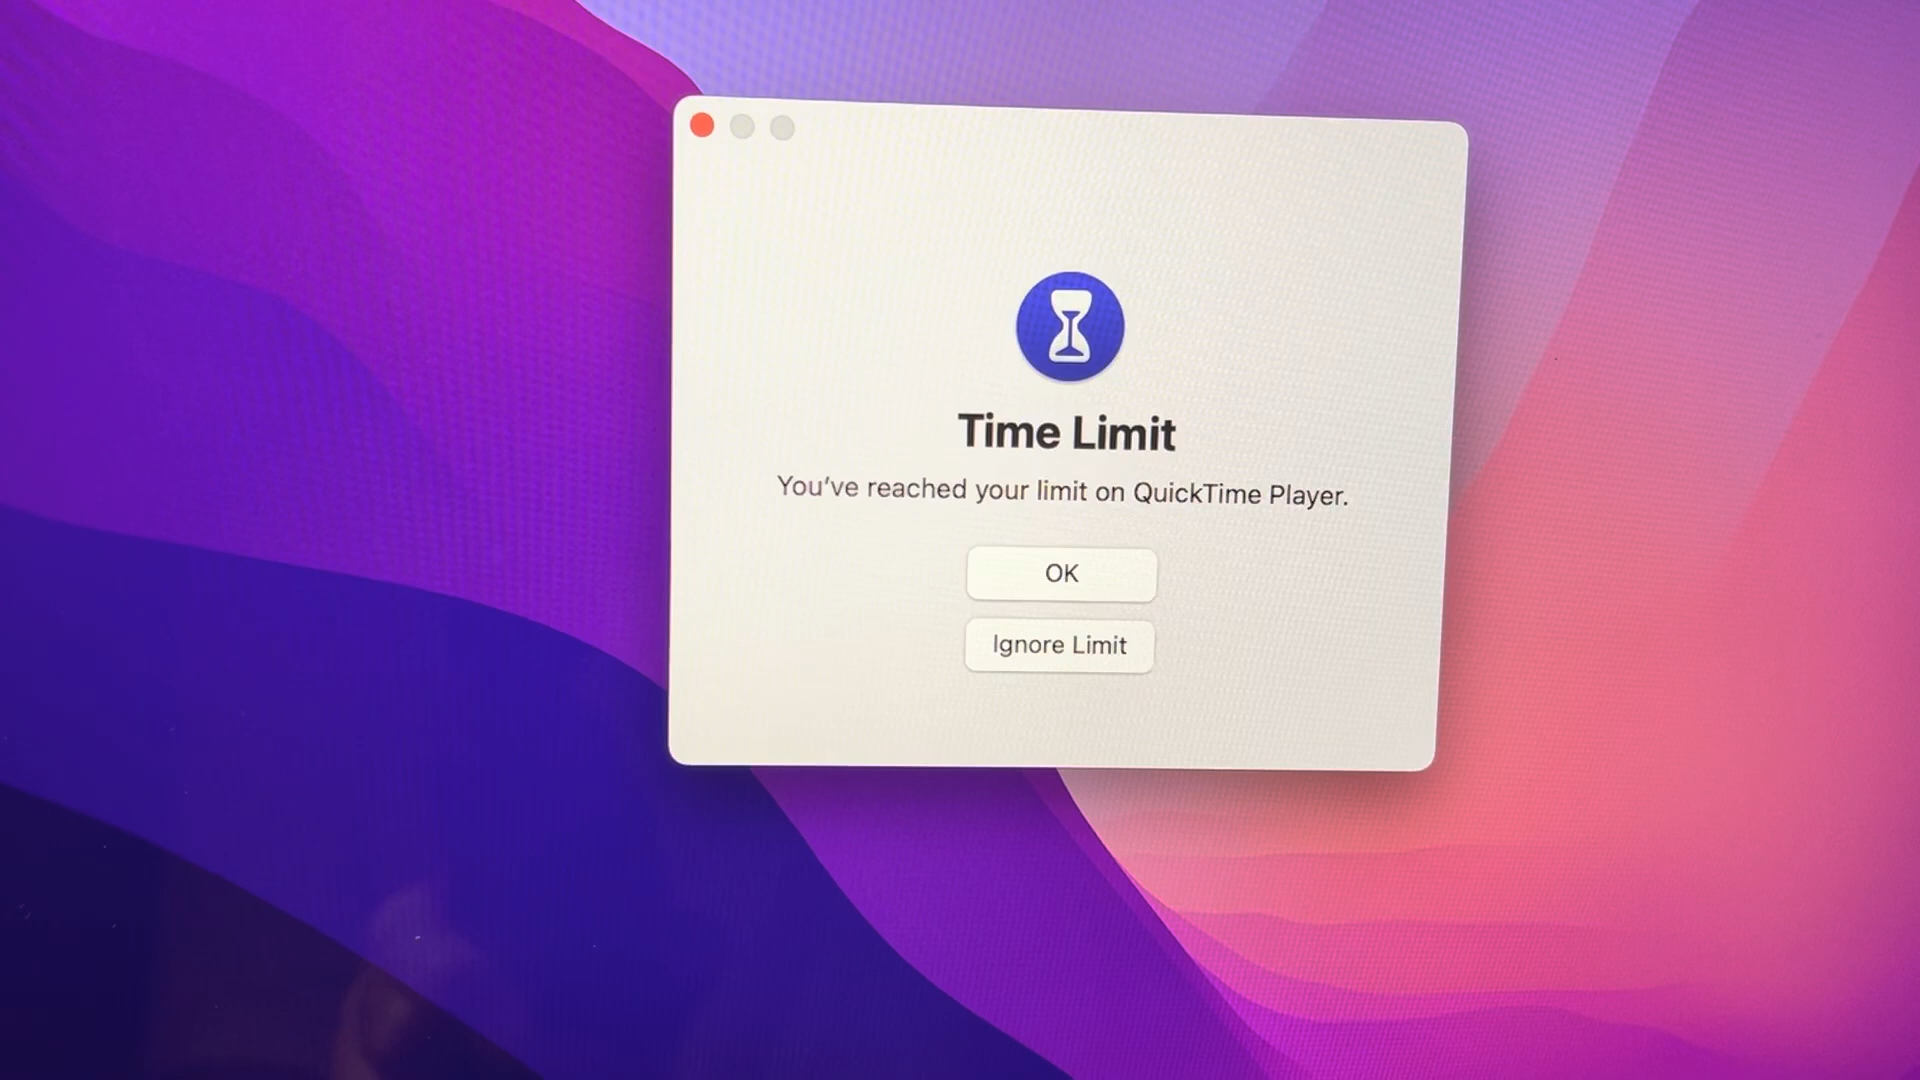 Time Limit
You’ve reached your limit on QuickTime Player.
OK
Ignore Limit